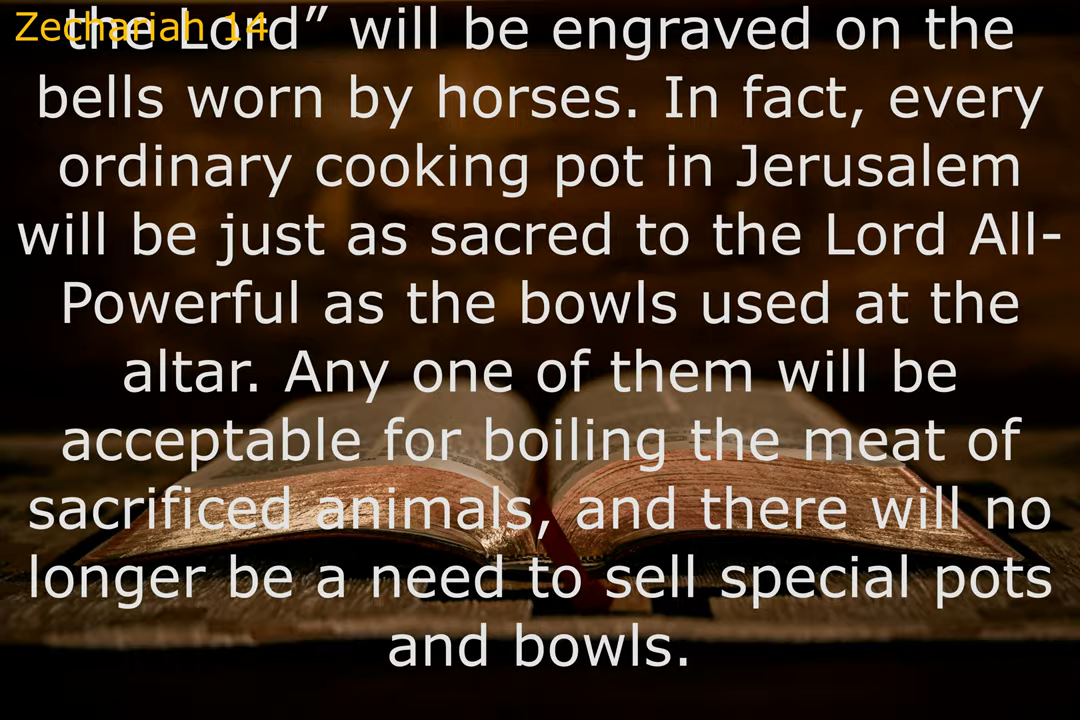 Zechariah 14
the Lord” will be engraved on the
bells worn by horses. In fact, every
ordinary cooking pot in Jerusalem
will be just as sacred to the Lord All-
Powerful as the bowls used at the
altar. Any one of them will be
acceptable for boiling the meat of
sacrificed animals, and there will no
longer be a need to sell special pots
and bowls.